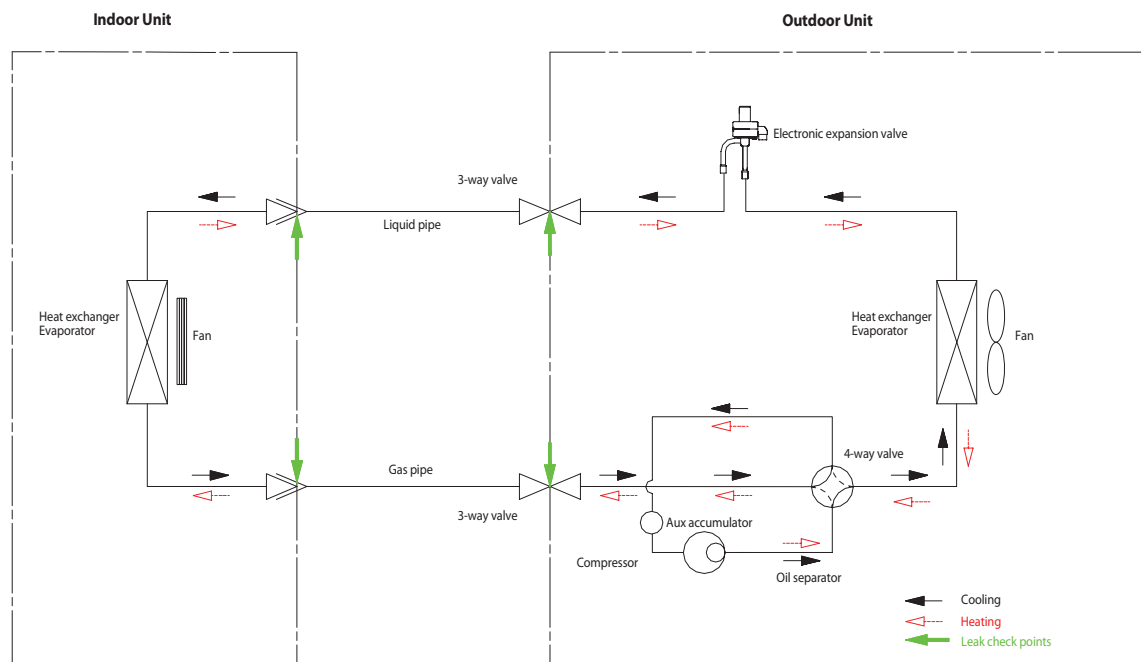 Indoor Unit
Outdoor Unit
Electronic expansion valve
3-way valve
Liquid pipe
Heat exchanger
Evaporator
Fan
Heat exchanger
Evaporator
Fan
4-way valve
Gas pipe
3-way valve
Aux accumulator
Compressor
Oil separator
Cooling
Heating
Leak check points